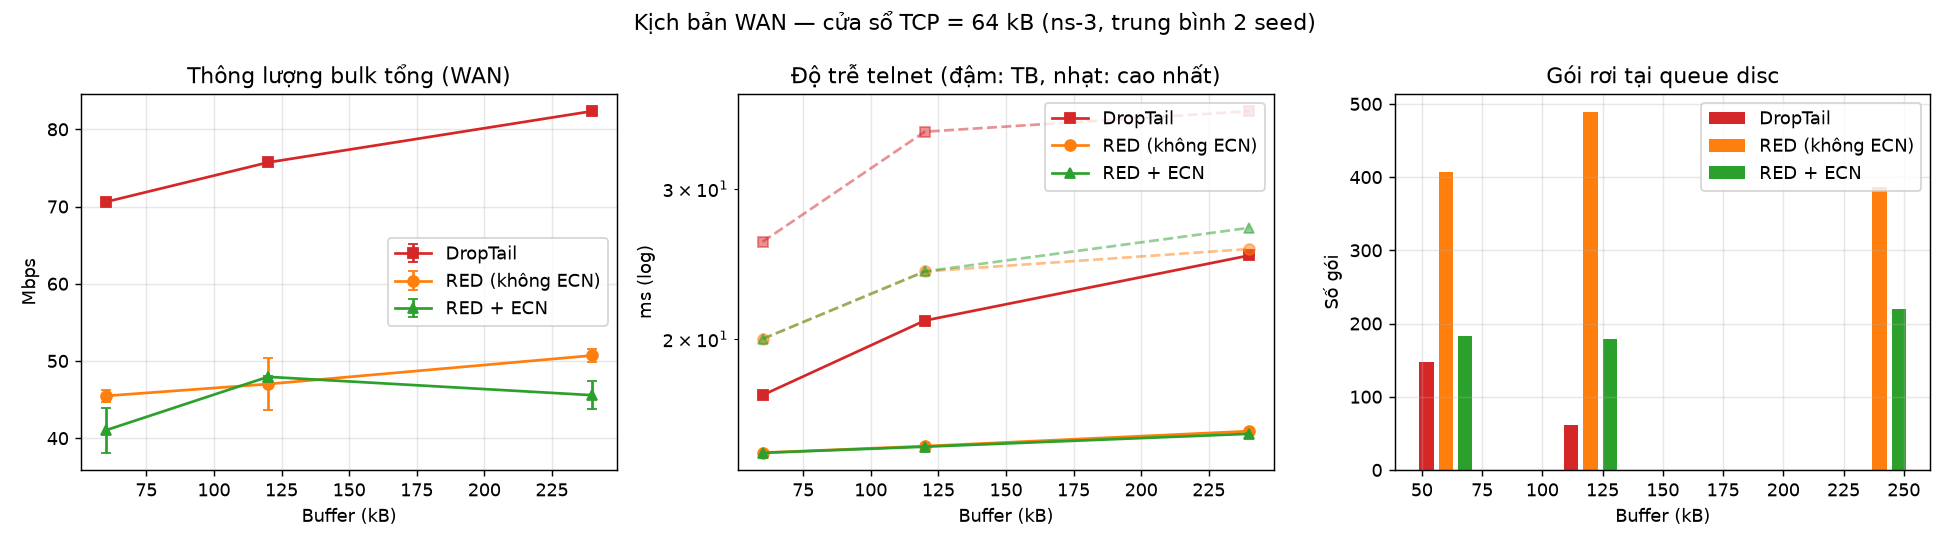 Kịch bản WAN — cửa sổ TCP = 64 kB (ns-3, trung bình 2 seed)
Thông lượng bulk tổng (WAN)
Mbps
80
70
60
50
40
DropTail
RED (không ECN)
RED + ECN
75 100 125 150 175 200 225
Buffer (kB)
Độ trễ telnet (đậm: TB, nhạt: cao nhất)
ms (log)
3 × 10¹
2 × 10¹
DropTail
RED (không ECN)
RED + ECN
75 100 125 150 175 200 225
Buffer (kB)
Gói rơi tại queue disc
Số gói
500
400
300
200
100
0
DropTail
RED (không ECN)
RED + ECN
50 75 100 125 150 175 200 225 250
Buffer (kB)